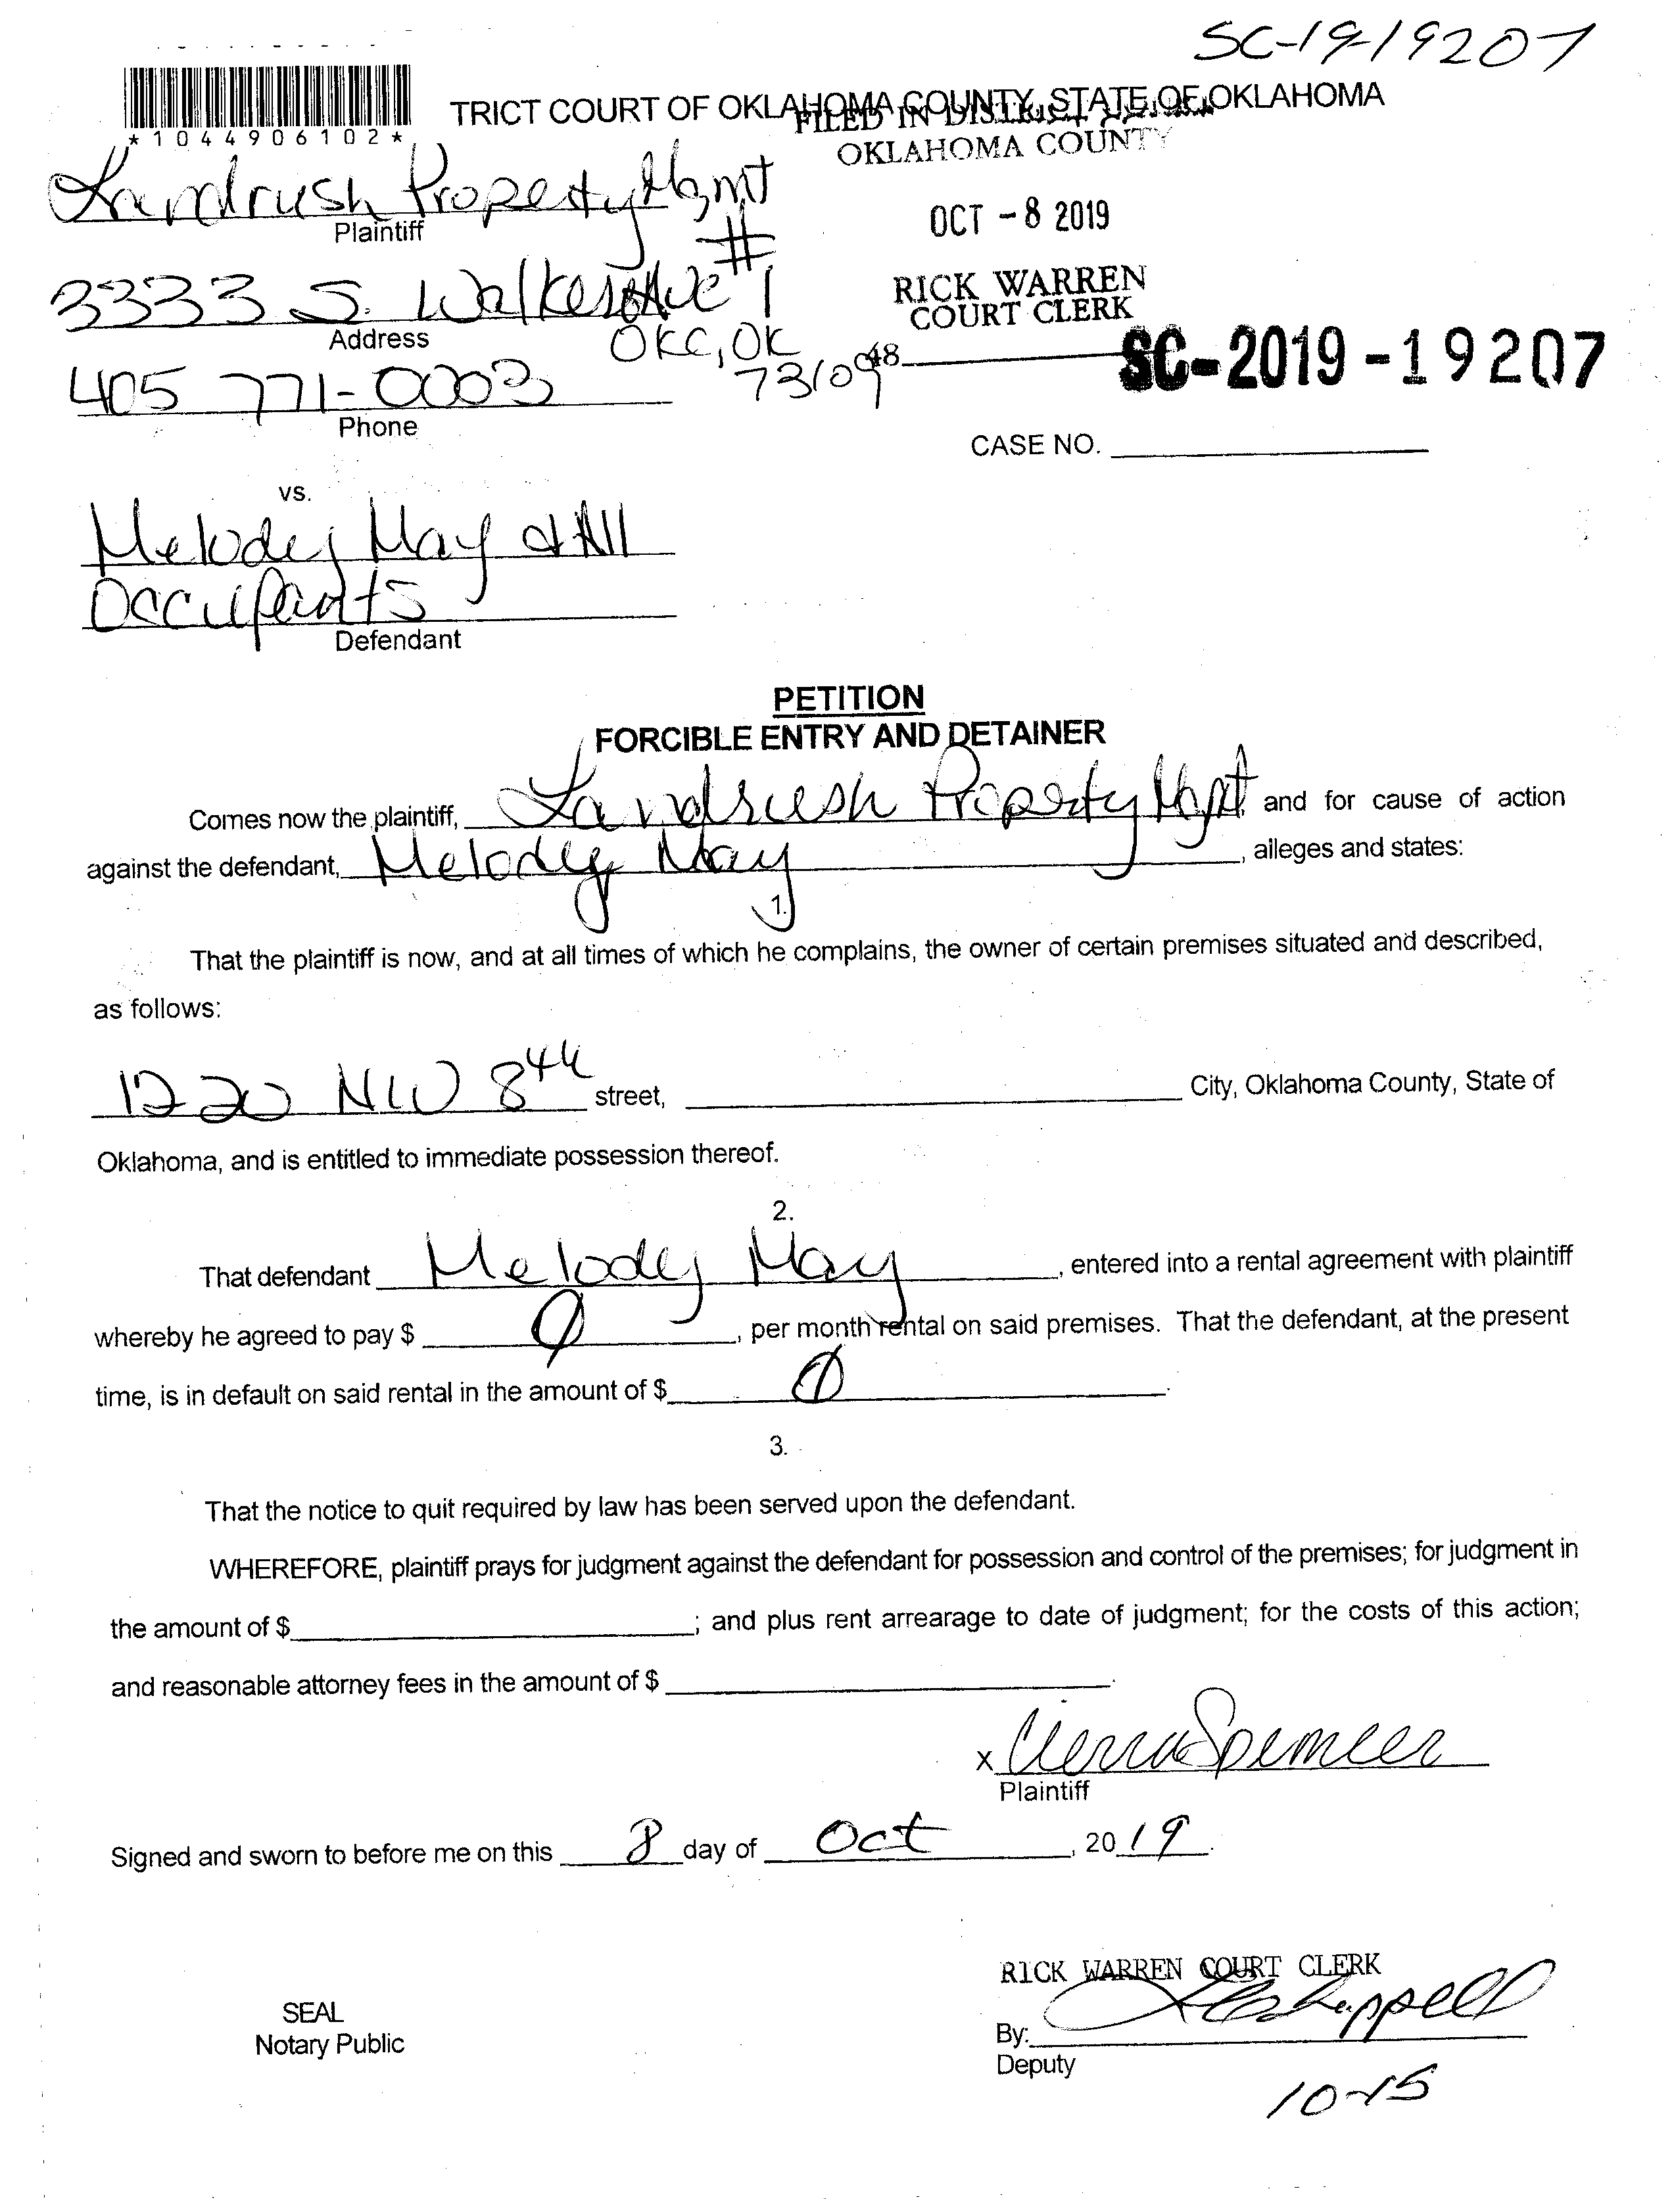 SC-19-19207
*1044906102*
TRICT COURT OF OKLAHOMA COUNTY, STATE OF OKLAHOMA
FILED IN DISTRICT COURT
OKLAHOMA COUNTY
Landrush Property Mgmt
Plaintiff
OCT - 8 2019
3333 S. Walker Ave #1
Address
RICK WARREN
COURT CLERK
OKC, OK
73109
48
SC-2019-19207
405 771-0003
Phone
CASE NO.
vs.
Melody May & All
Occupants
Defendant
PETITION
FORCIBLE ENTRY AND DETAINER
Comes now the plaintiff, Landrush Property Mgmt and for cause of action
against the defendant, Melody May, alleges and states:
1.
That the plaintiff is now, and at all times of which he complains, the owner of certain premises situated and described,
as follows:
1220 NW 8th street, City, Oklahoma County, State of
Oklahoma, and is entitled to immediate possession thereof.
2.
That defendant Melody May, entered into a rental agreement with plaintiff
whereby he agreed to pay $ 0, per month rental on said premises. That the defendant, at the present
time, is in default on said rental in the amount of $ 0.
3.
That the notice to quit required by law has been served upon the defendant.
WHEREFORE, plaintiff prays for judgment against the defendant for possession and control of the premises; for judgment in
the amount of $; and plus rent arrearage to date of judgment; for the costs of this action;
and reasonable attorney fees in the amount of $.
x Cierra Spencer
Plaintiff
Signed and sworn to before me on this 8 day of Oct, 2019.
RICK WARREN COURT CLERK
SEAL
Notary Public
By:
Deputy
10-15